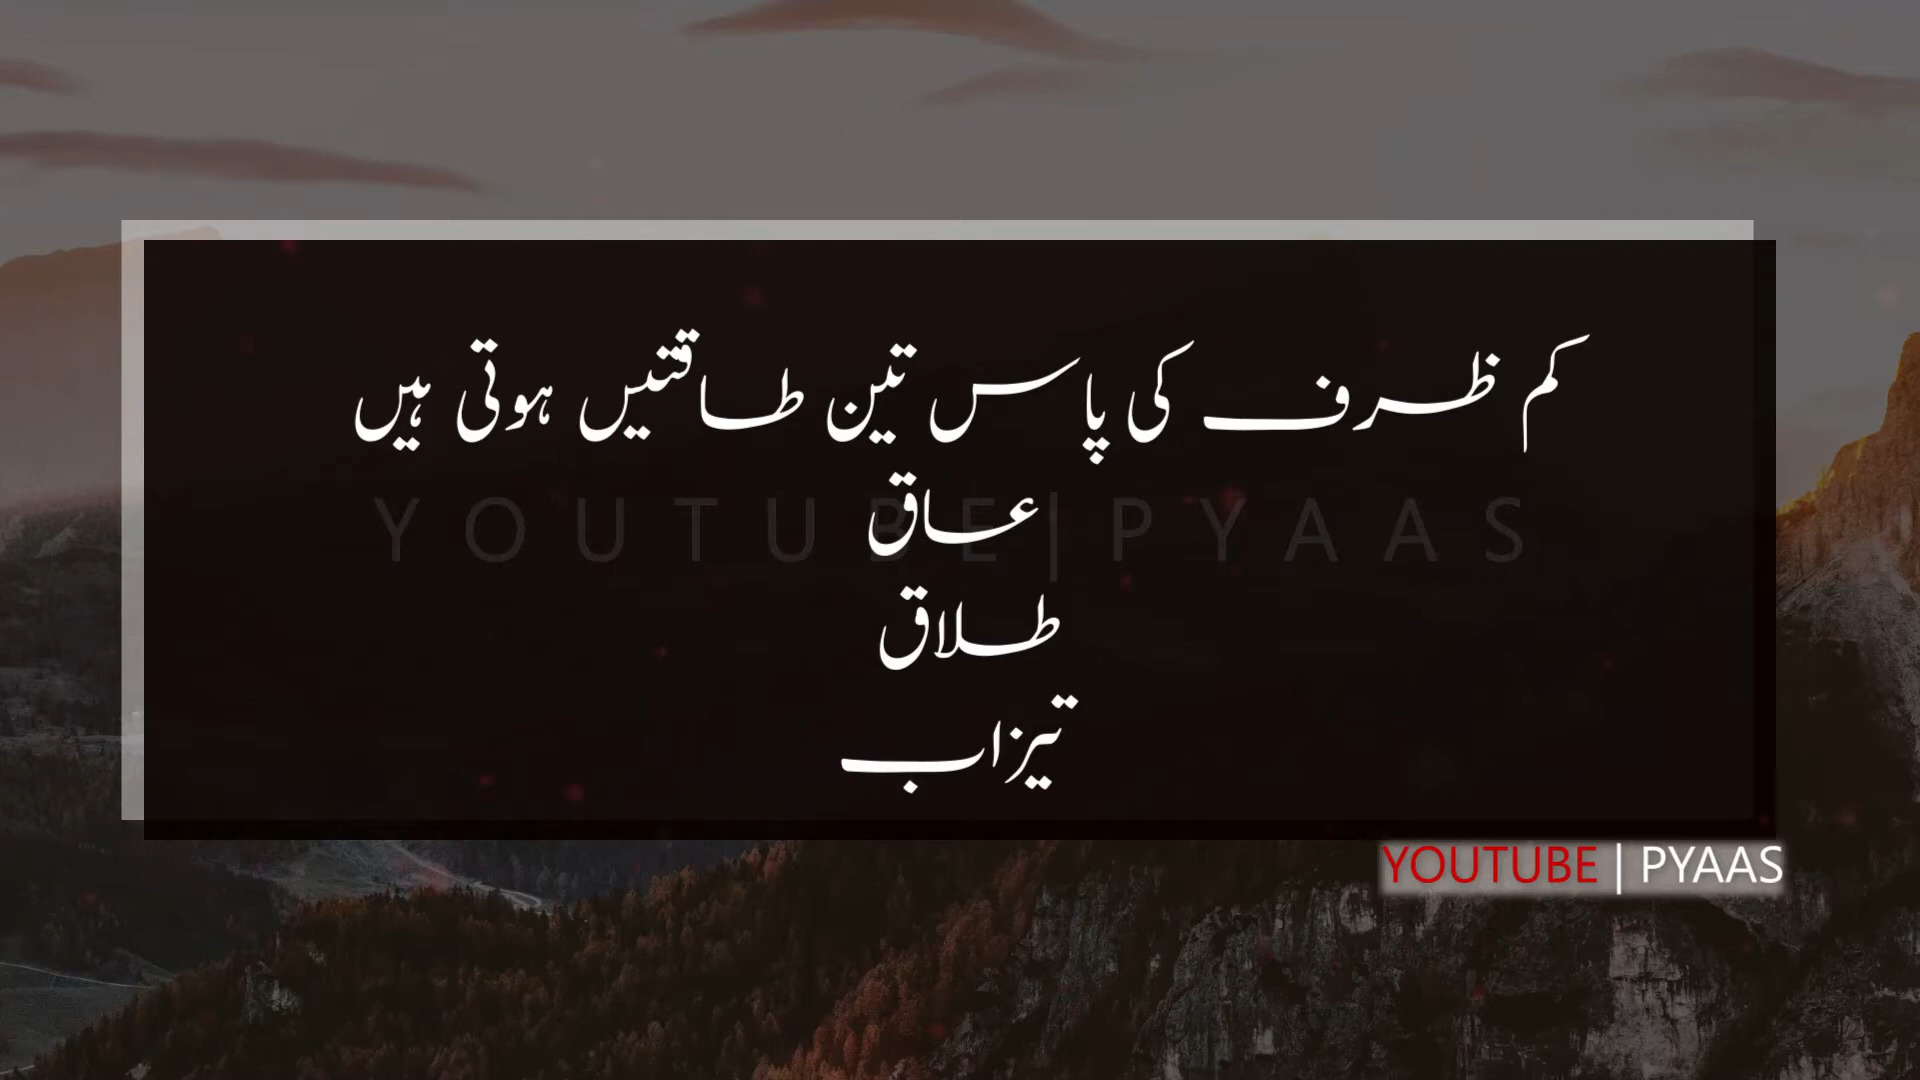 کم ظرف کی پاس تین طاقتیں ہوتی ہیں
عاق
YOUTUBE|PYAAS
طلاق
تیزاب
YOUTUBE | PYAAS